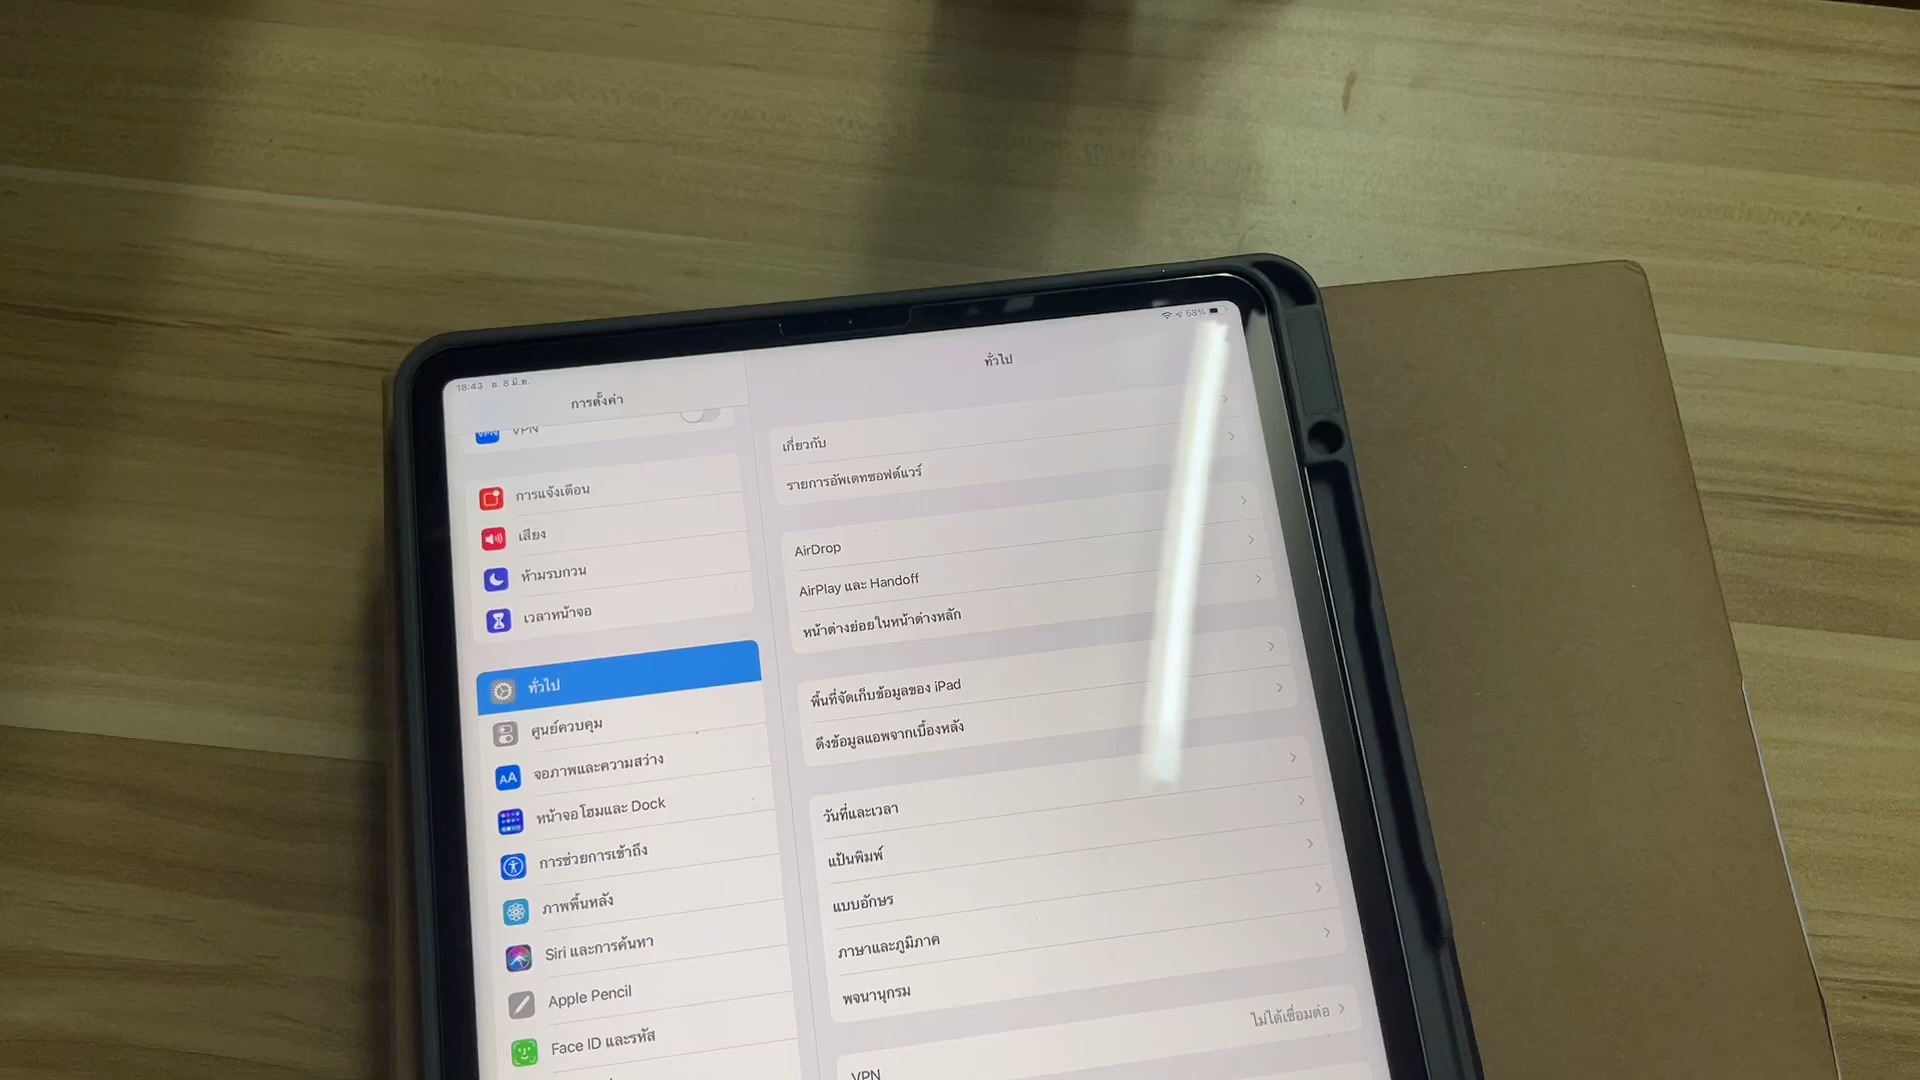 18:43 อ. 8 มิ.ย.
58%
การตั้งค่า
VPN
VPN
การแจ้งเตือน
เสียง
ห้ามรบกวน
เวลาหน้าจอ
ทั่วไป
ศูนย์ควบคุม
AA จอภาพและความสว่าง
หน้าจอโฮมและ Dock
การช่วยการเข้าถึง
ภาพพื้นหลัง
Siri และการค้นหา
Apple Pencil
Face ID และรหัส
ทั่วไป
เกี่ยวกับ
รายการอัพเดทซอฟต์แวร์
AirDrop
AirPlay และ Handoff
หน้าต่างย่อยในหน้าต่างหลัก
พื้นที่จัดเก็บข้อมูลของ iPad
ดึงข้อมูลแอพจากเบื้องหลัง
วันที่และเวลา
แป้นพิมพ์
แบบอักษร
ภาษาและภูมิภาค
พจนานุกรม
VPN ไม่ได้เชื่อมต่อ